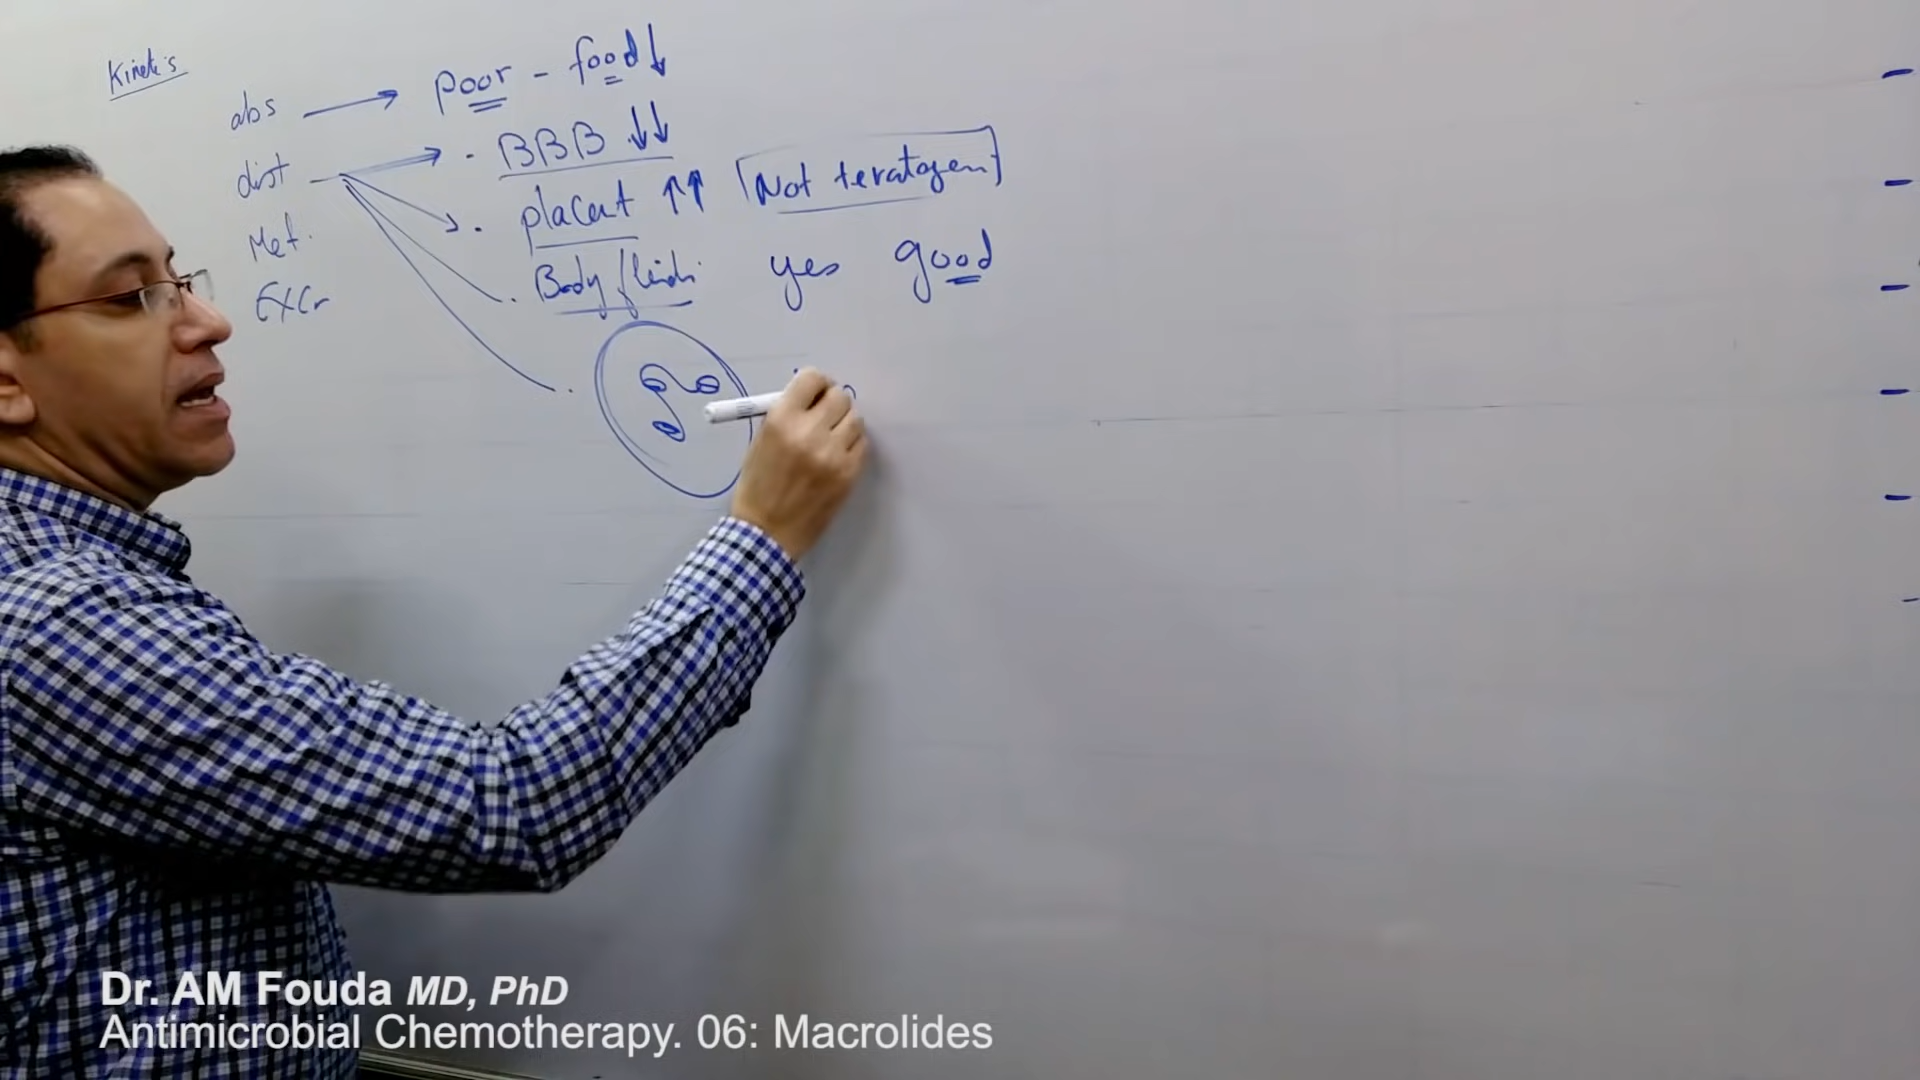 Kinetics
abs → poor - food ↓
dist → . BBB ↓↓
. placent ↑↑ [Not teratogen]
Met.
. Body fluids yes good
Excr
Dr. AM Fouda MD, PhD
Antimicrobial Chemotherapy. 06: Macrolides